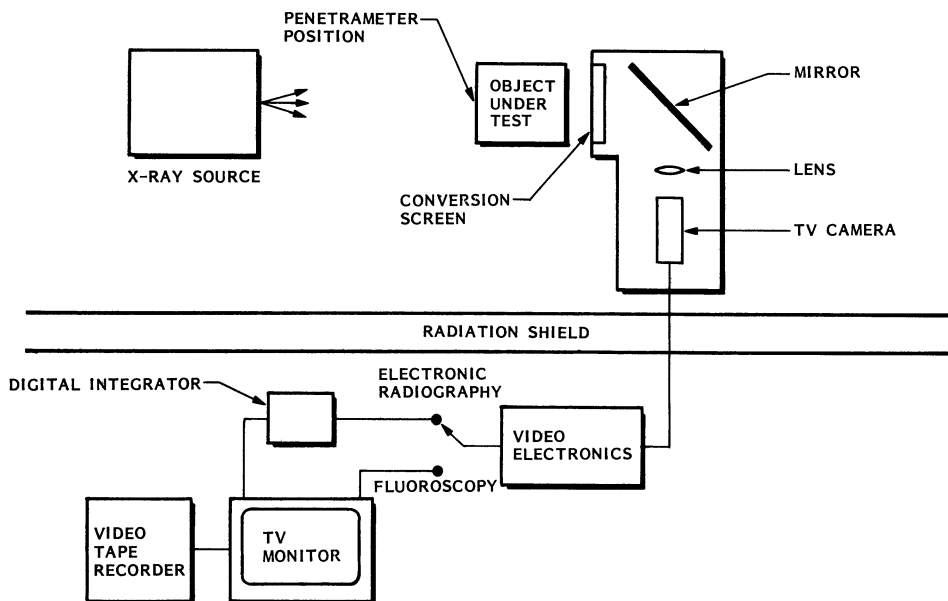 PENETRAMETER
POSITION
OBJECT
UNDER
TEST
MIRROR
X-RAY SOURCE
LENS
CONVERSION
SCREEN
TV CAMERA
RADIATION SHIELD
DIGITAL INTEGRATOR
ELECTRONIC
RADIOGRAPHY
VIDEO
ELECTRONICS
FLUOROSCOPY
VIDEO
TAPE
RECORDER
TV
MONITOR